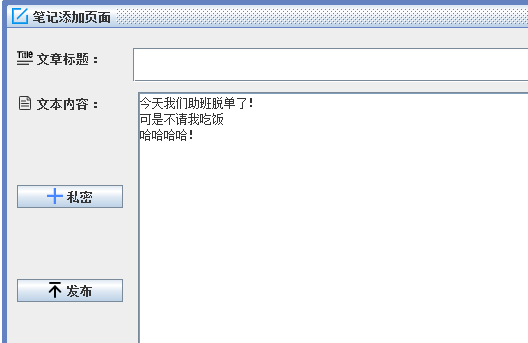 笔记添加页面
Title 文章标题：
文本内容：
今天我们助班脱单了！
可是不请我吃饭
哈哈哈哈！
私密
发布